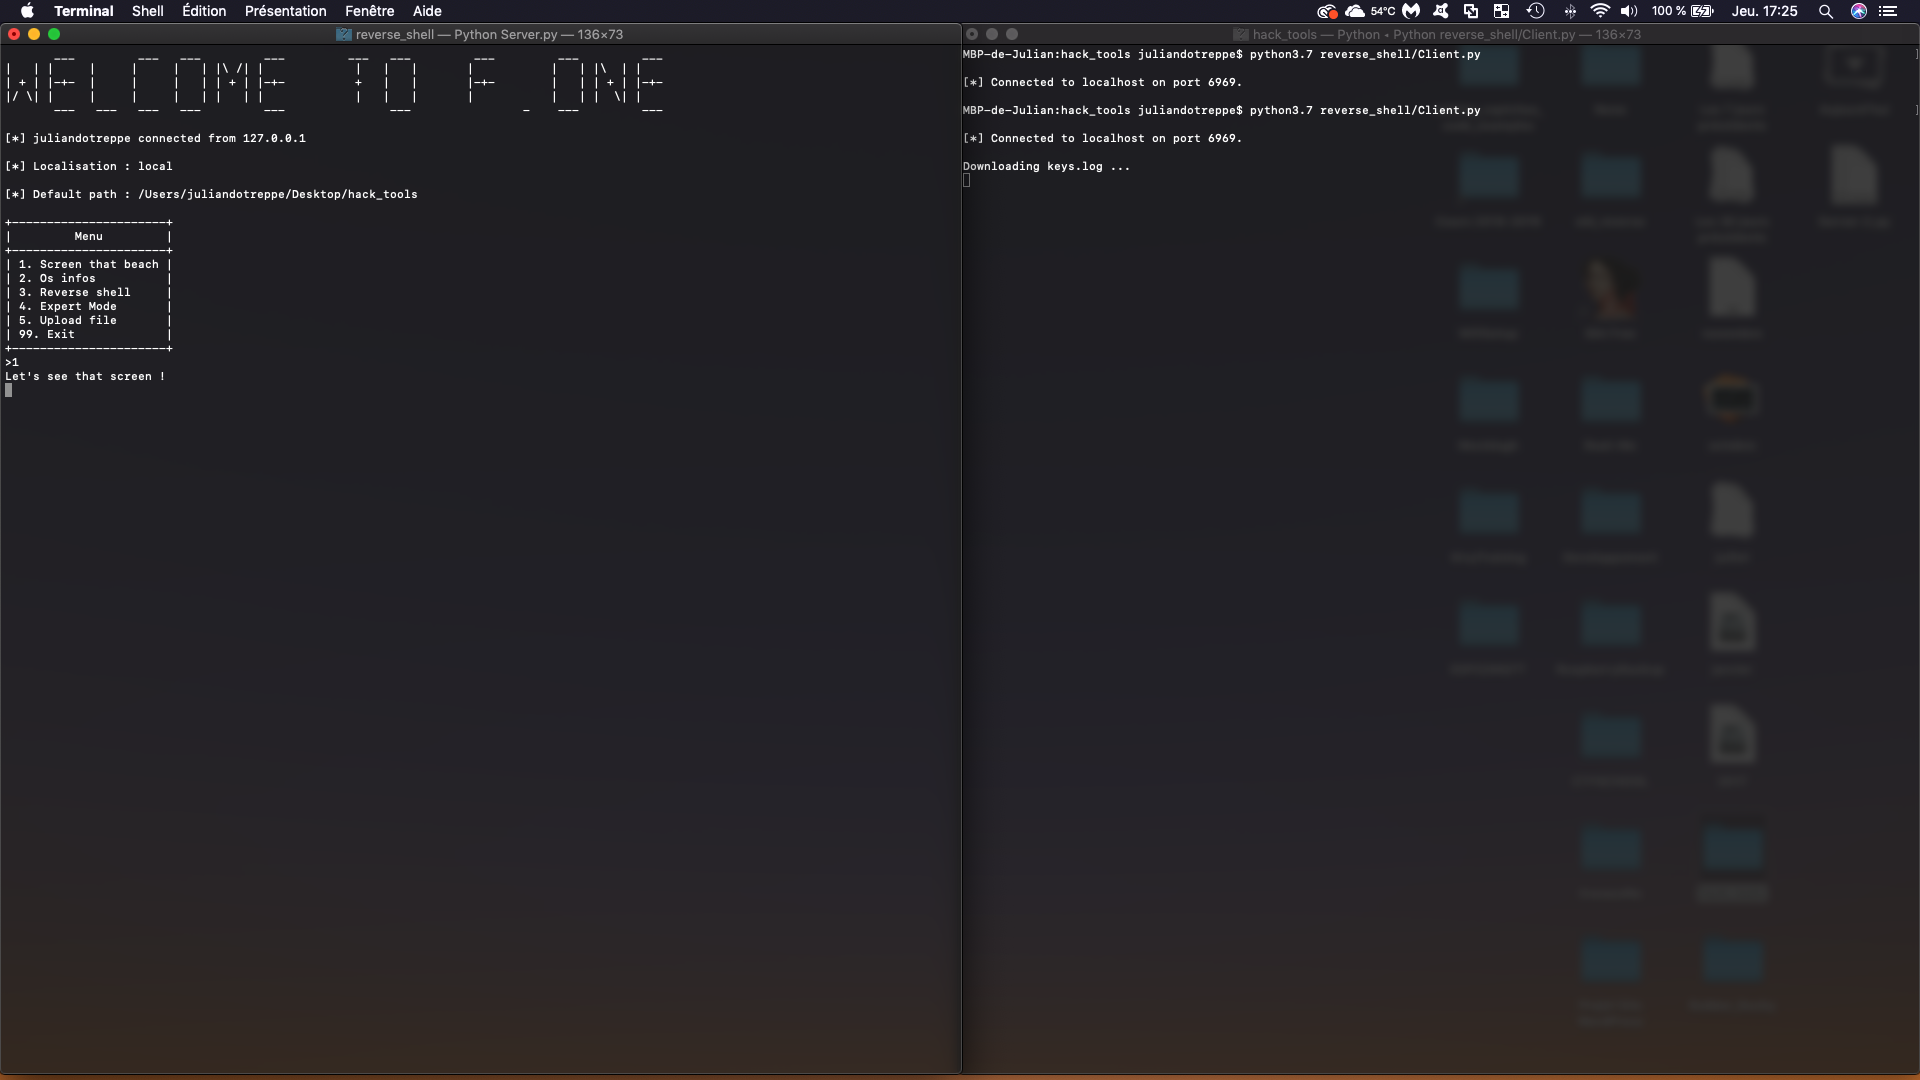 Terminal Shell Édition Présentation Fenêtre Aide
54°C 100 % Jeu. 17:25
reverse_shell — Python Server.py — 136×73
WELCOME TO F_ONE
[*] juliandotreppe connected from 127.0.0.1
[*] Localisation : local
[*] Default path : /Users/juliandotreppe/Desktop/hack_tools
+----------------------+
| Menu |
+----------------------+
| 1. Screen that beach |
| 2. Os infos |
| 3. Reverse shell |
| 4. Expert Mode |
| 5. Upload file |
| 99. Exit |
+----------------------+
>1
Let's see that screen !
hack_tools — Python • Python reverse_shell/Client.py — 136×73
MBP-de-Julian:hack_tools juliandotreppe$ python3.7 reverse_shell/Client.py
[*] Connected to localhost on port 6969.
MBP-de-Julian:hack_tools juliandotreppe$ python3.7 reverse_shell/Client.py
[*] Connected to localhost on port 6969.
Downloading keys.log ...